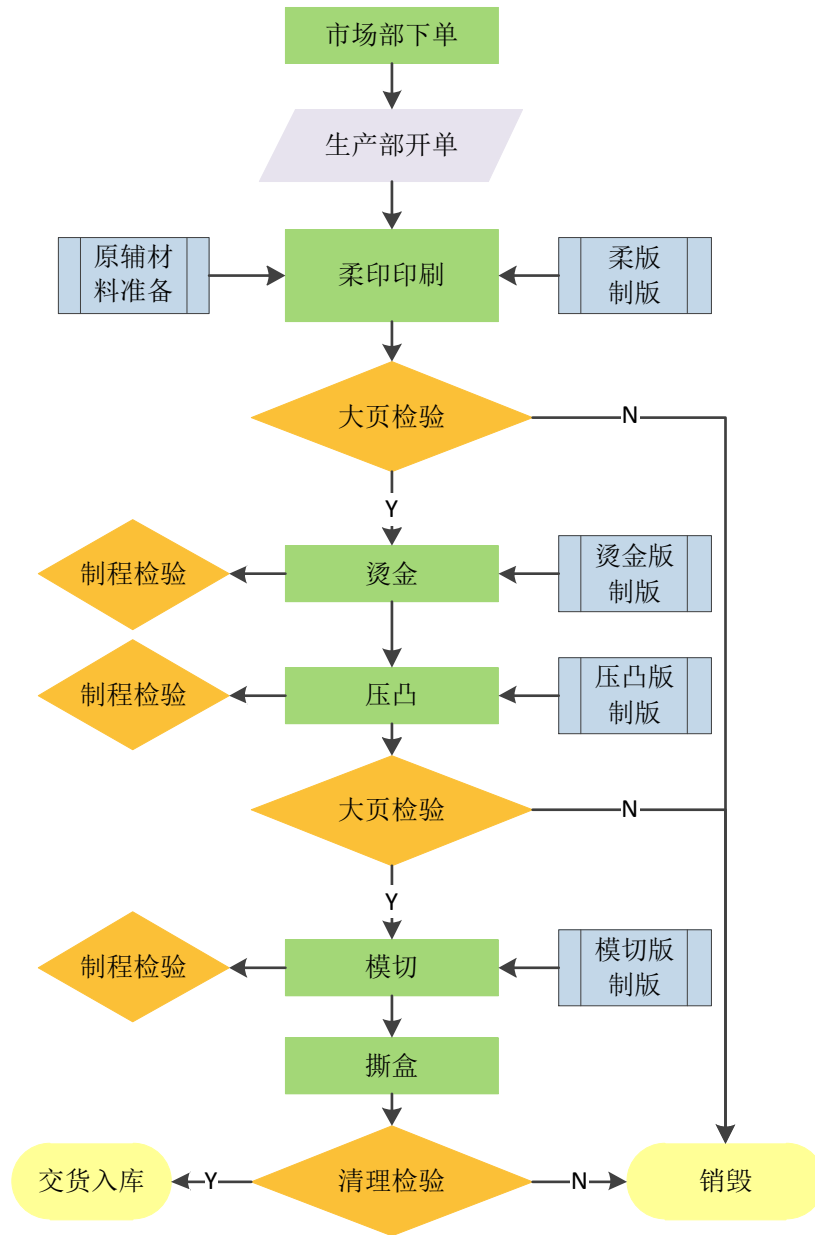 市场部下单
生产部开单
原辅材
料准备
柔印印刷
柔版
制版
大页检验
N
Y
制程检验
烫金
烫金版
制版
制程检验
压凸
压凸版
制版
大页检验
N
Y
制程检验
模切
模切版
制版
撕盒
交货入库
Y
清理检验
N
销毁